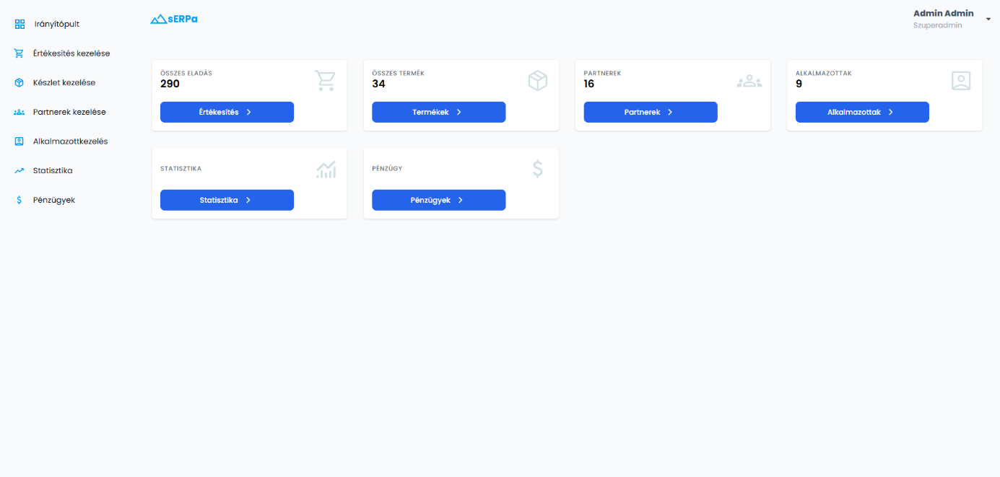 Irányítópult
Értékesítés kezelése
Készlet kezelése
Partnerek kezelése
Alkalmazottkezelés
Statisztika
Pénzügyek
sERPa
Admin Admin
Szuperadmin
ÖSSZES ELADÁS
290
Értékesítés
ÖSSZES TERMÉK
34
Termékek
PARTNEREK
16
Partnerek
ALKALMAZOTTAK
9
Alkalmazottak
STATISZTIKA
Statisztika
PÉNZÜGY
Pénzügyek